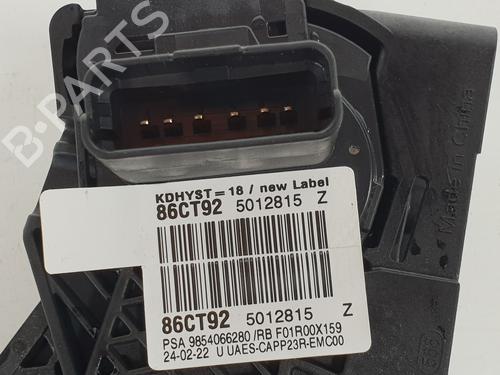 B-PARTS
KDHYST=18 / new Label
86CT92 5012815 Z
86CT92 5012815 Z
PSA 9854066280 /RB F01R00X159
24-02-22 U UAES-CAPP23R-EMC00
Made in China